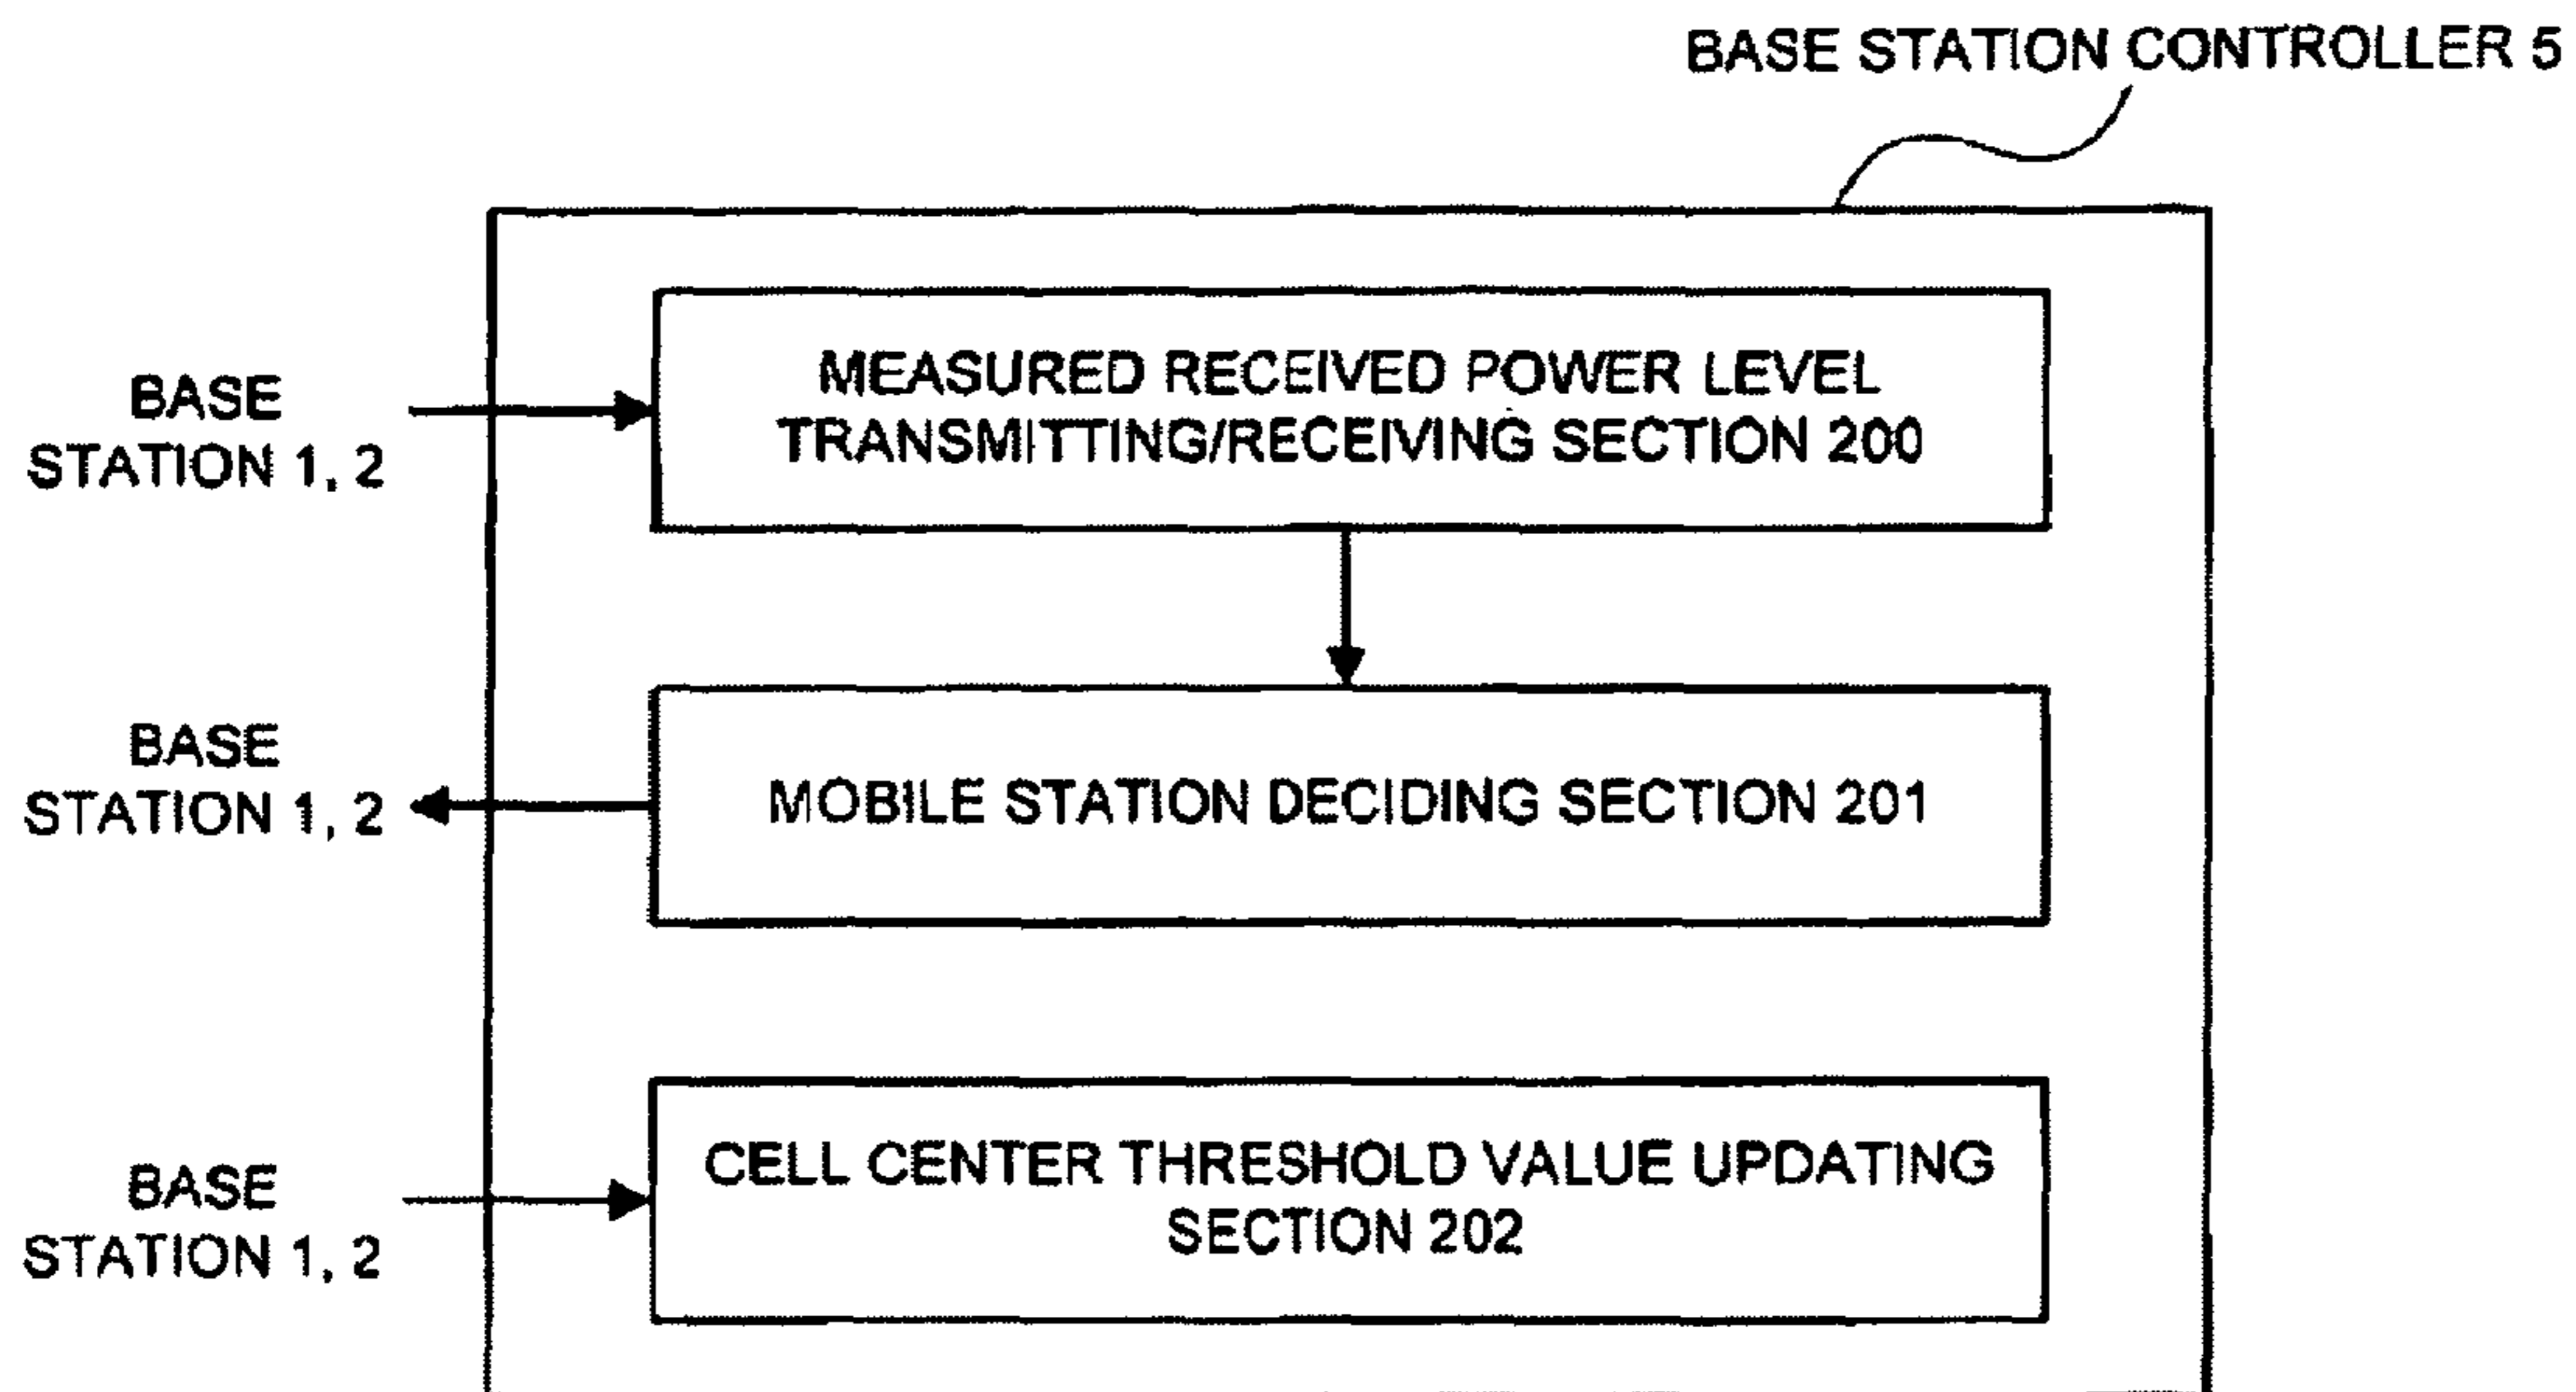 BASE STATION CONTROLLER 5
BASE
STATION 1, 2
MEASURED RECEIVED POWER LEVEL
TRANSMITTING/RECEIVING SECTION 200
BASE
STATION 1, 2
MOBILE STATION DECIDING SECTION 201
BASE
STATION 1, 2
CELL CENTER THRESHOLD VALUE UPDATING
SECTION 202